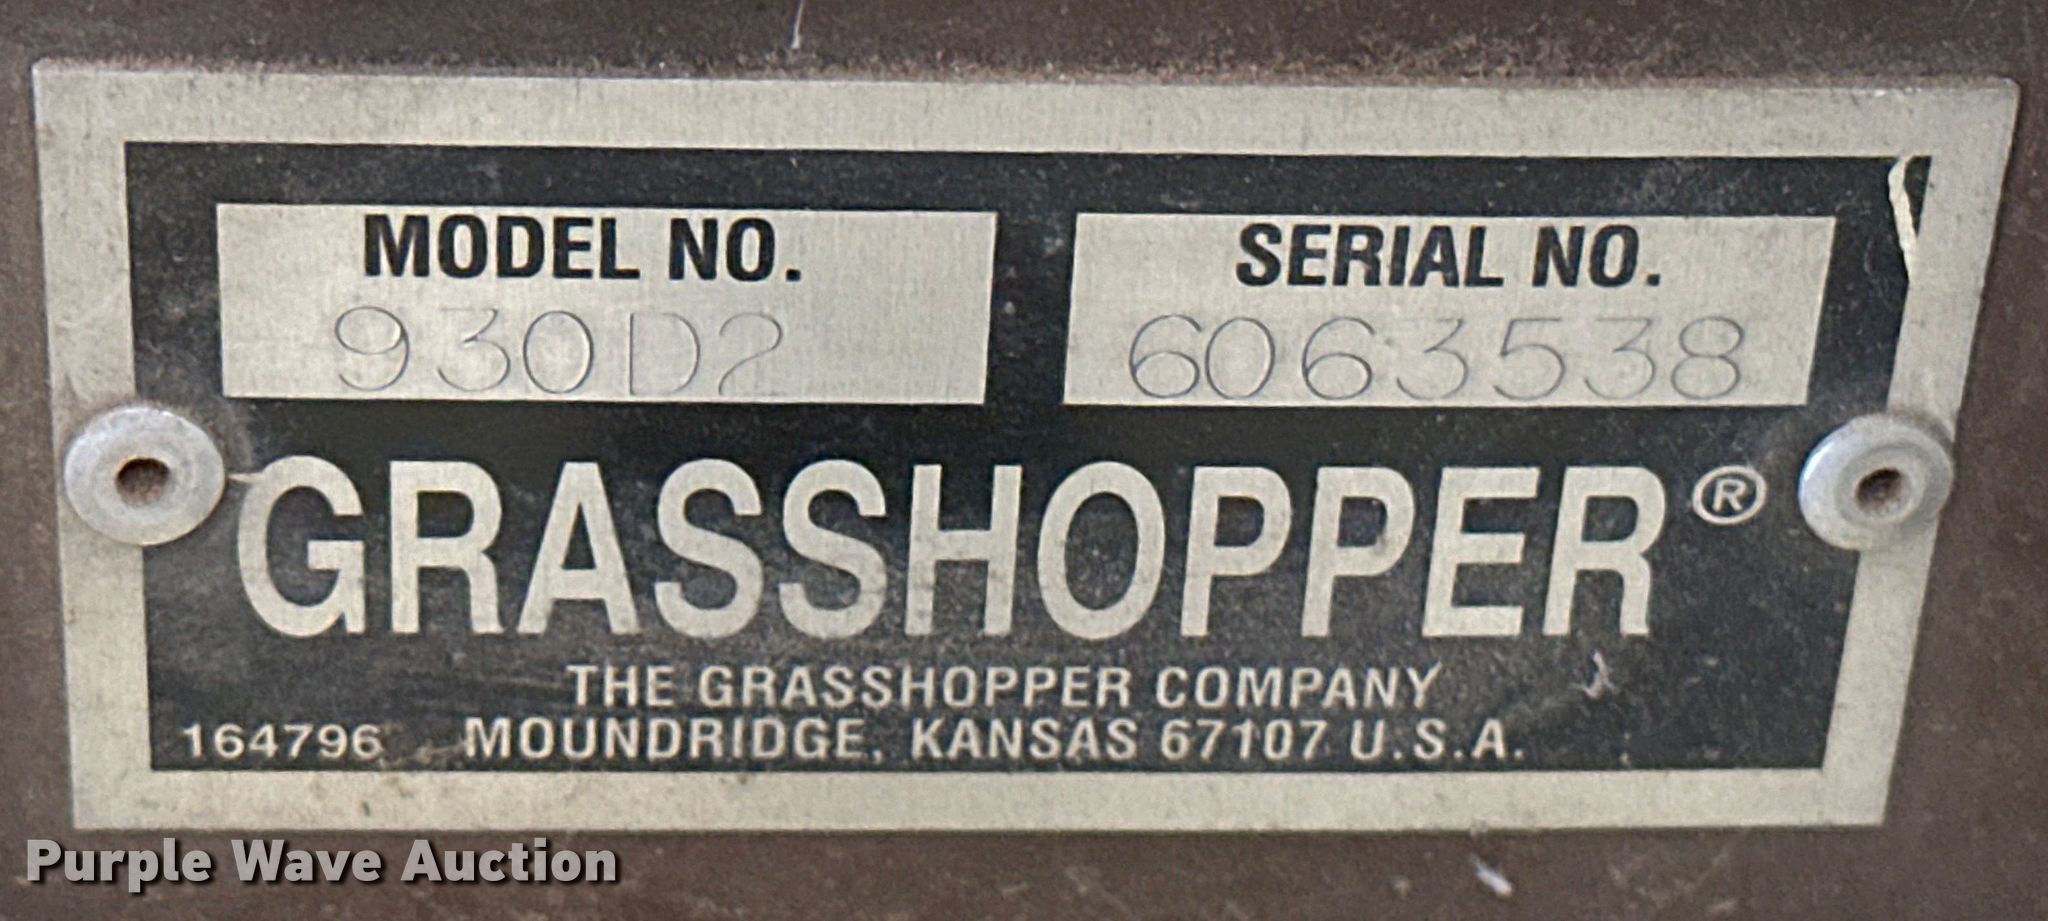 MODEL NO.
930D2
SERIAL NO.
6063538
GRASSHOPPER®
THE GRASSHOPPER COMPANY
164796 MOUNDRIDGE, KANSAS 67107 U.S.A.
Purple Wave Auction